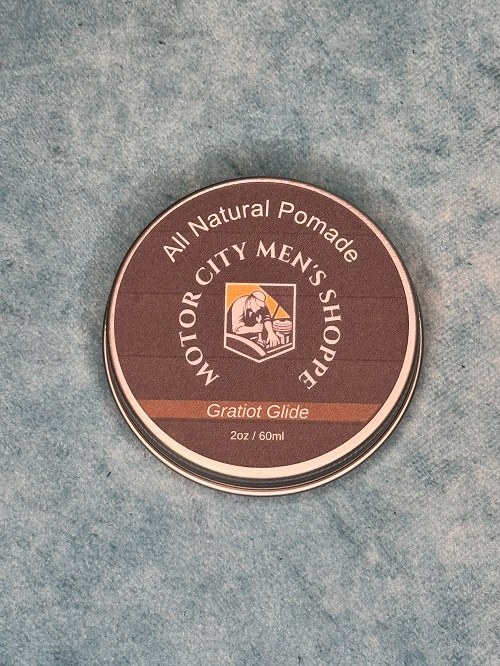 All Natural Pomade
MOTOR CITY MEN'S SHOPPE
Gratiot Glide
2oz / 60ml